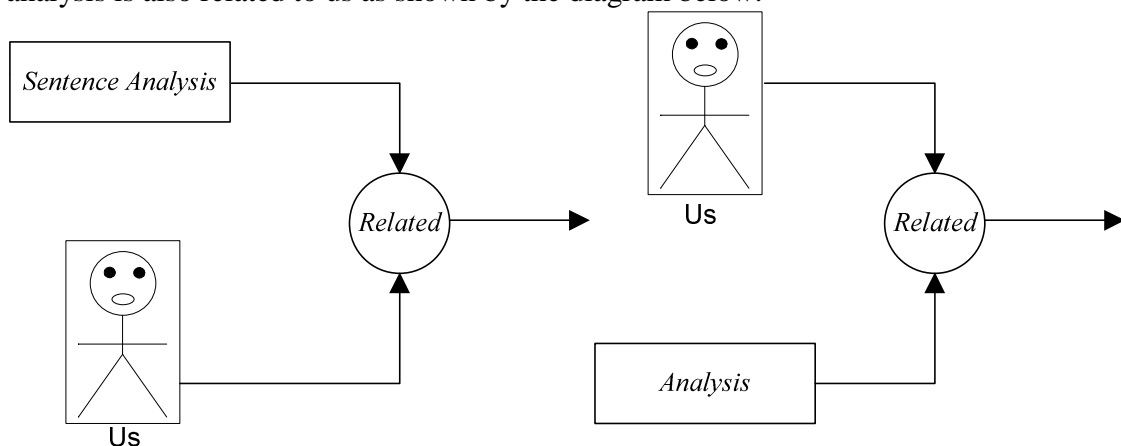 analysis is also related to us as shown by the diagram below.
Sentence Analysis
Related
Us
Us
Related
Analysis